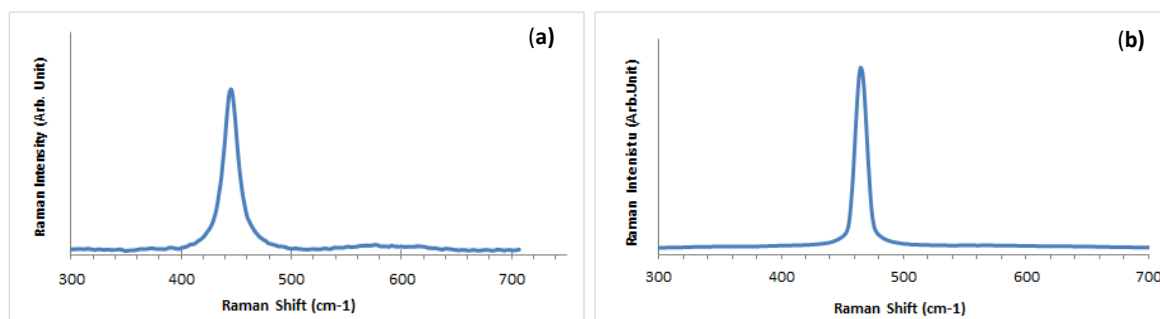 (a)
Raman Intensity (Arb. Unit)
300 400 500 600 700
Raman Shift (cm-1)
(b)
Raman Intenistu (Arb.Unit)
300 400 500 600 700
Raman Shift (cm-1)